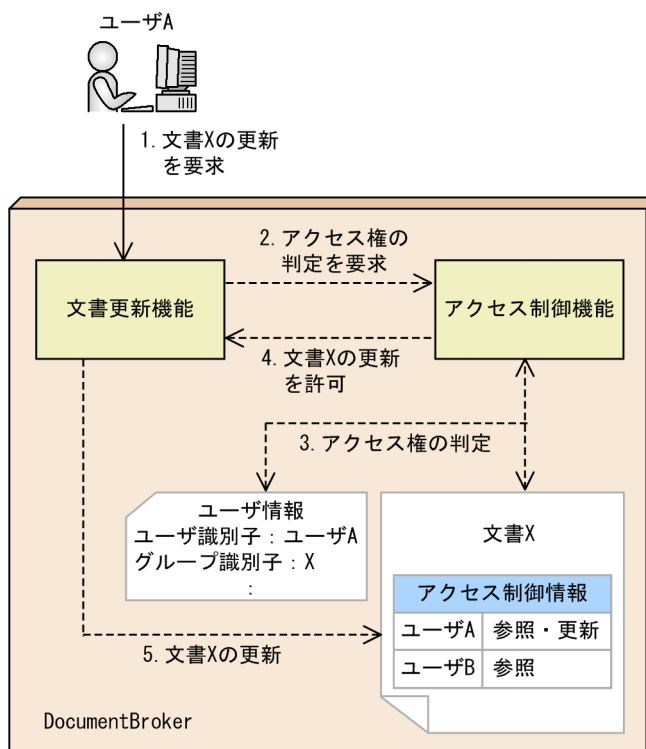 ユーザA
1. 文書Xの更新
を要求
2. アクセス権の
判定を要求
文書更新機能
アクセス制御機能
4. 文書Xの更新
を許可
3. アクセス権の判定
ユーザ情報
ユーザ識別子：ユーザA
グループ識別子：X
：
文書X
アクセス制御情報
ユーザA 参照・更新
ユーザB 参照
5. 文書Xの更新
DocumentBroker